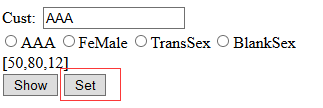 Cust: AAA
AAA FeMale TransSex BlankSex
[50,80,12]
Show Set